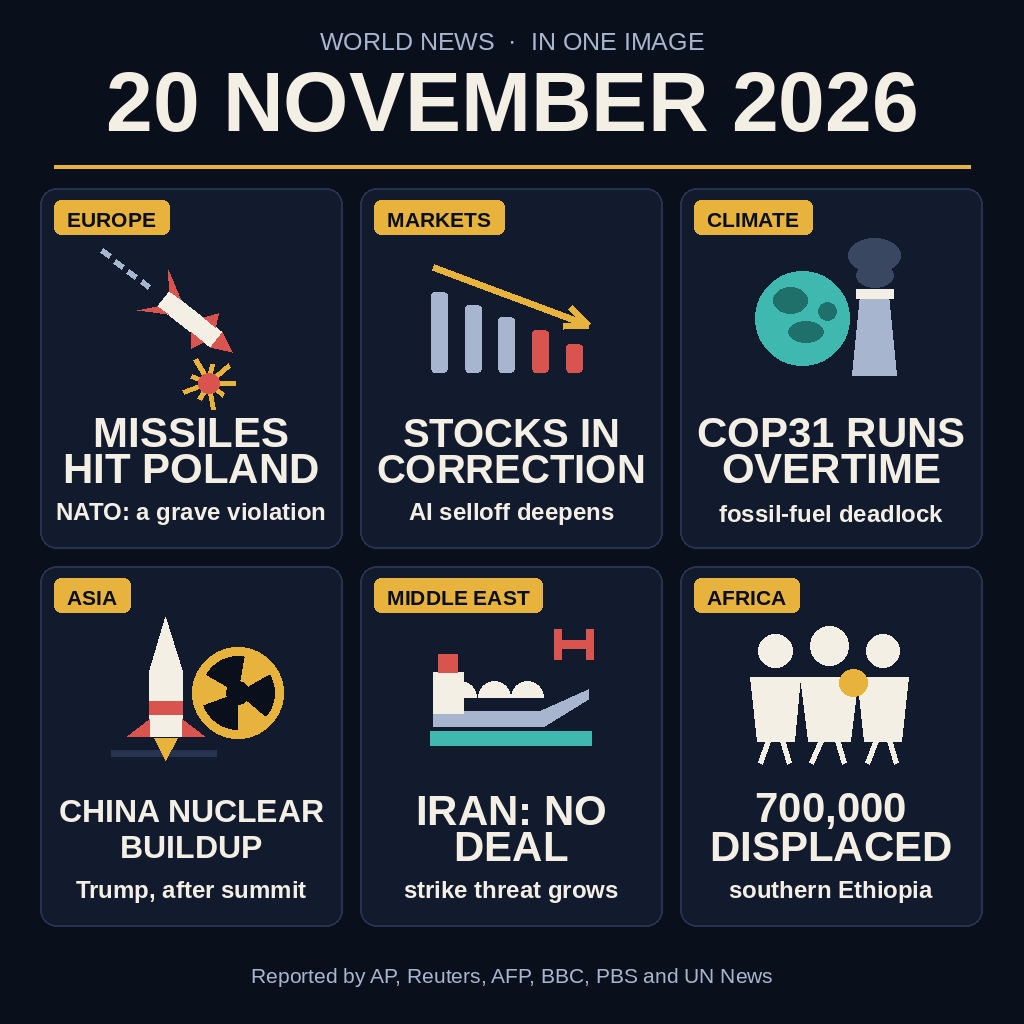 WORLD NEWS · IN ONE IMAGE
20 NOVEMBER 2026
EUROPE
MISSILES
HIT POLAND
NATO: a grave violation
MARKETS
STOCKS IN
CORRECTION
AI selloff deepens
CLIMATE
COP31 RUNS
OVERTIME
fossil-fuel deadlock
ASIA
CHINA NUCLEAR
BUILDUP
Trump, after summit
MIDDLE EAST
IRAN: NO
DEAL
strike threat grows
AFRICA
700,000
DISPLACED
southern Ethiopia
Reported by AP, Reuters, AFP, BBC, PBS and UN News